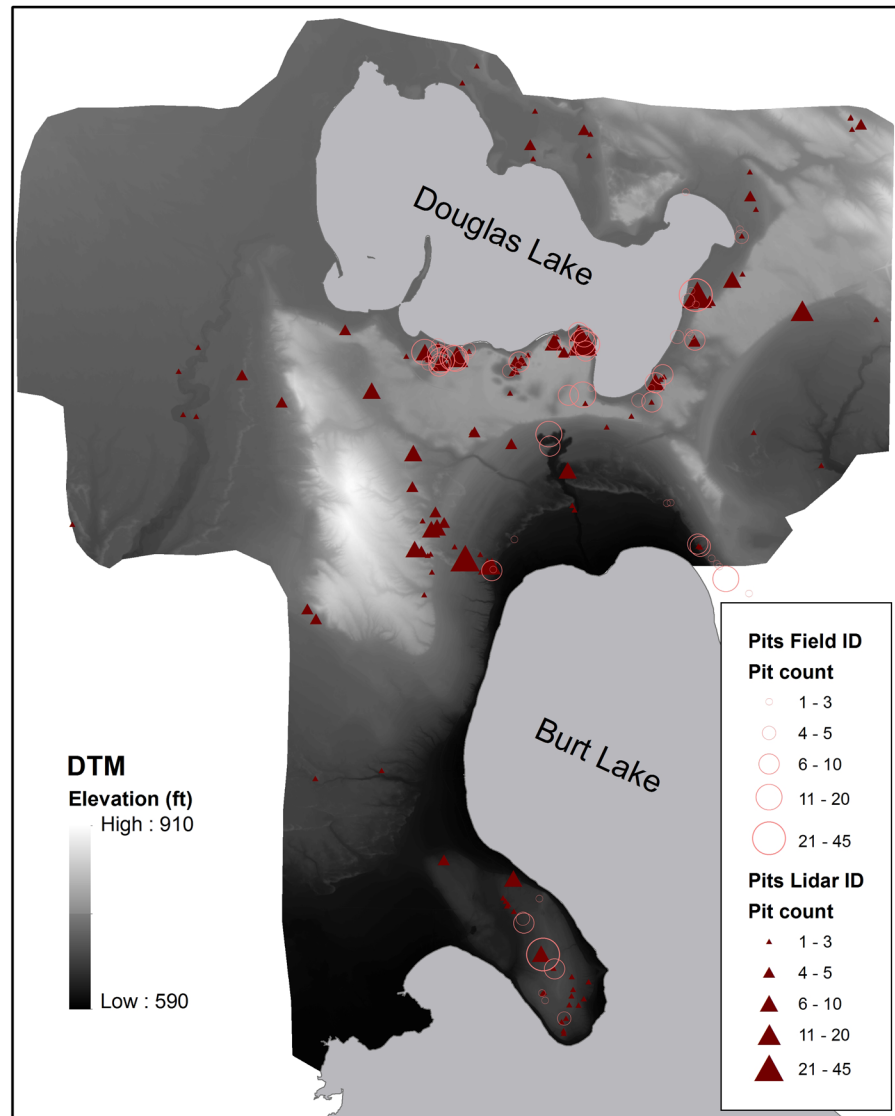 Douglas Lake
Burt Lake
DTM
Elevation (ft)
High : 910
Low : 590
Pits Field ID
Pit count
1 - 3
4 - 5
6 - 10
11 - 20
21 - 45
Pits Lidar ID
Pit count
1 - 3
4 - 5
6 - 10
11 - 20
21 - 45